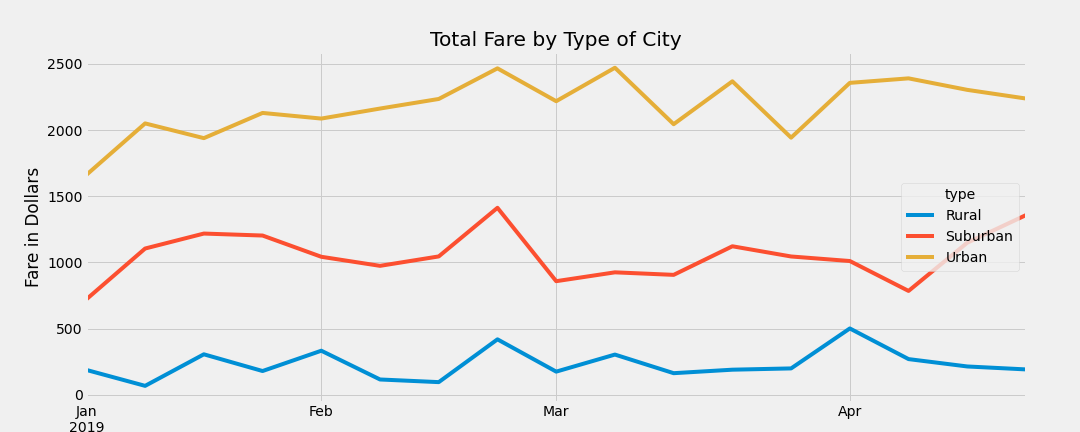 Total Fare by Type of City
Fare in Dollars
2500
2000
1500
1000
500
0
type
Rural
Suburban
Urban
Jan
2019
Feb
Mar
Apr